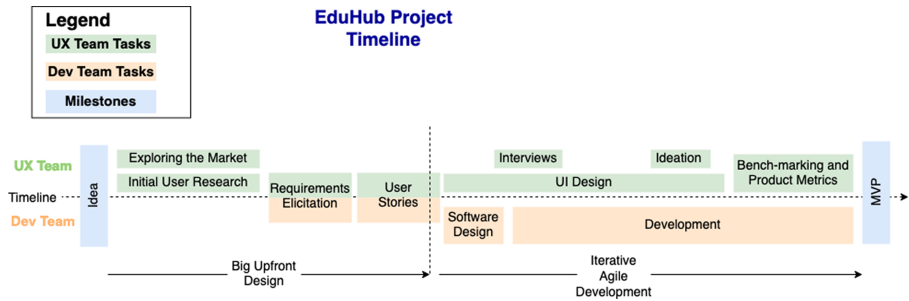 Legend
UX Team Tasks
Dev Team Tasks
Milestones
EduHub Project
Timeline
UX Team
Timeline
Dev Team
Idea
Exploring the Market
Initial User Research
Requirements
Elicitation
User
Stories
Interviews
Ideation
UI Design
Bench-marking and
Product Metrics
Software
Design
Development
MVP
Big Upfront
Design
Iterative
Agile
Development